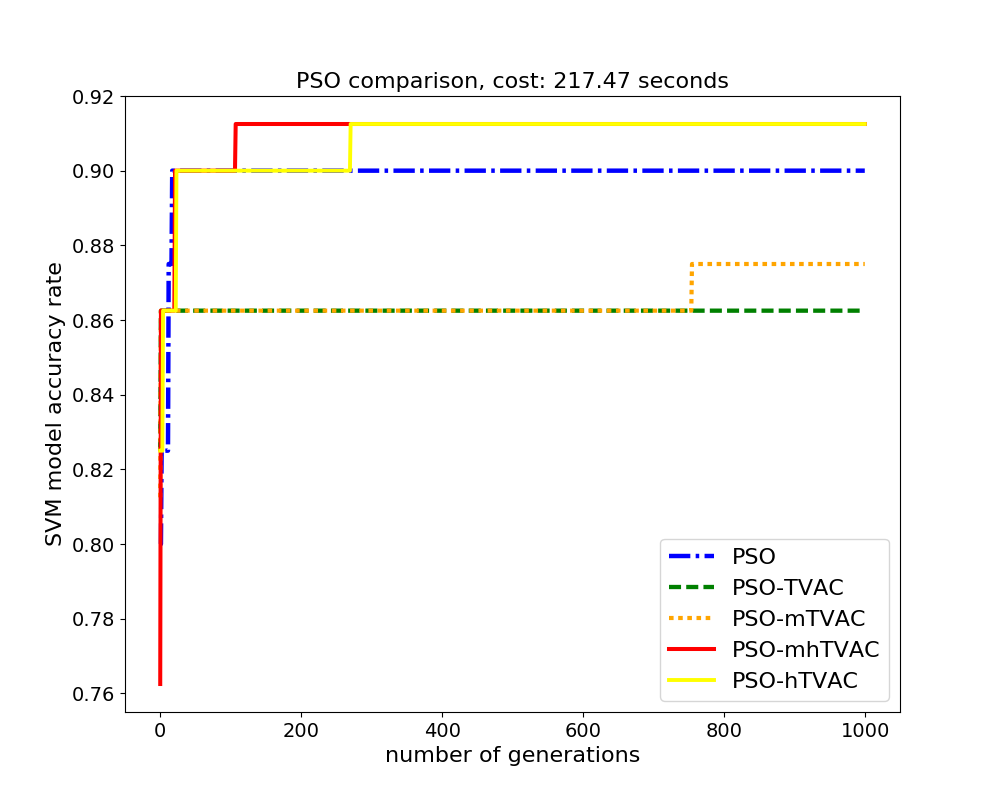 PSO comparison, cost: 217.47 seconds
0.92
0.90
0.88
0.86
0.84
0.82
0.80
0.78
0.76
SVM model accuracy rate
PSO
PSO-TVAC
PSO-mTVAC
PSO-mhTVAC
PSO-hTVAC
0 200 400 600 800 1000
number of generations